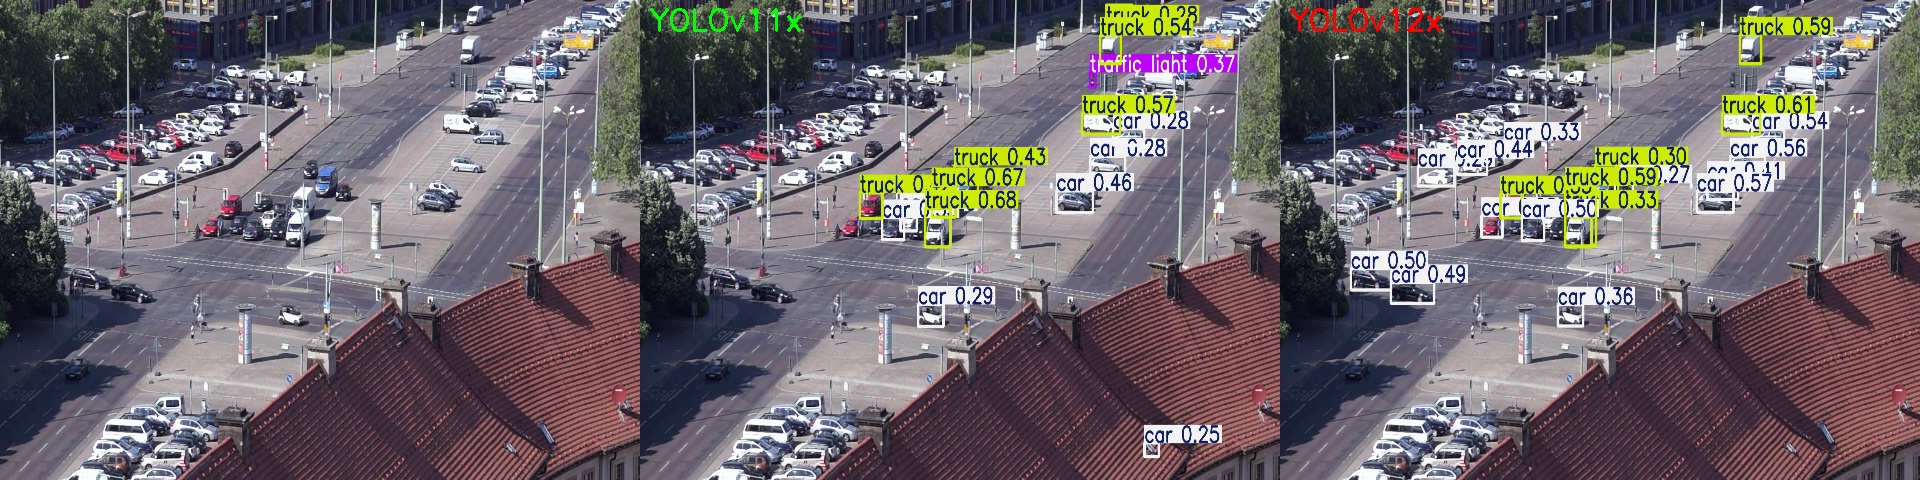 YOLOv11x
truck 0.28
truck 0.54
traffic light 0.37
truck 0.57
car 0.28
car 0.28
truck 0.43
truck 0.67
car 0.46
truck 0.68
car 0.29
car 0.25
YOLOv12x
truck 0.59
truck 0.61
car 0.54
car 0.33
car 0.44
car 0.56
truck 0.30
truck 0.59
car 0.57
car 0.50
car 0.50
car 0.49
car 0.36